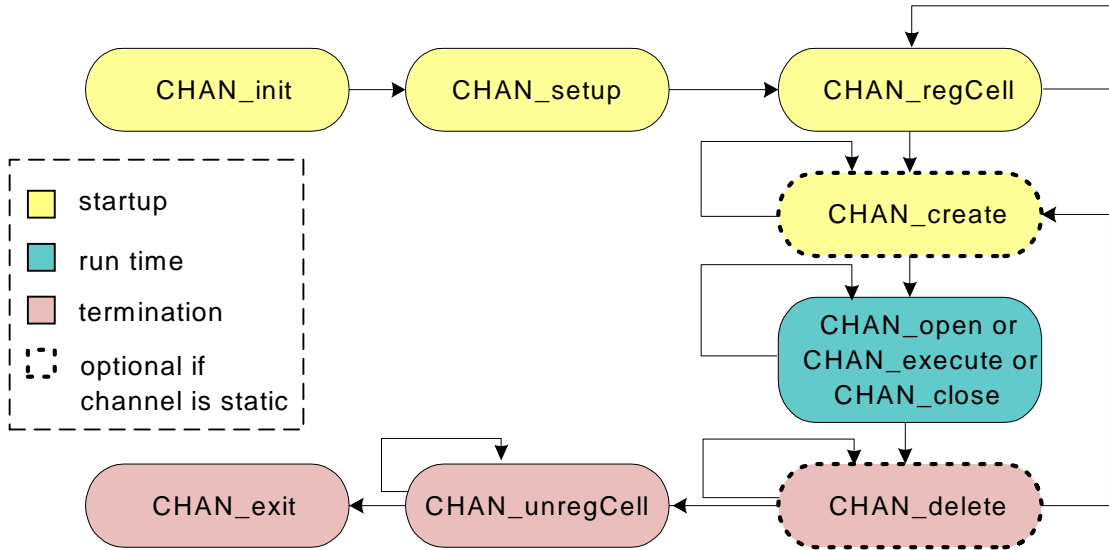 CHAN_init
CHAN_setup
CHAN_regCell
startup
run time
termination
optional if
channel is static
CHAN_create
CHAN_open or
CHAN_execute or
CHAN_close
CHAN_exit
CHAN_unregCell
CHAN_delete